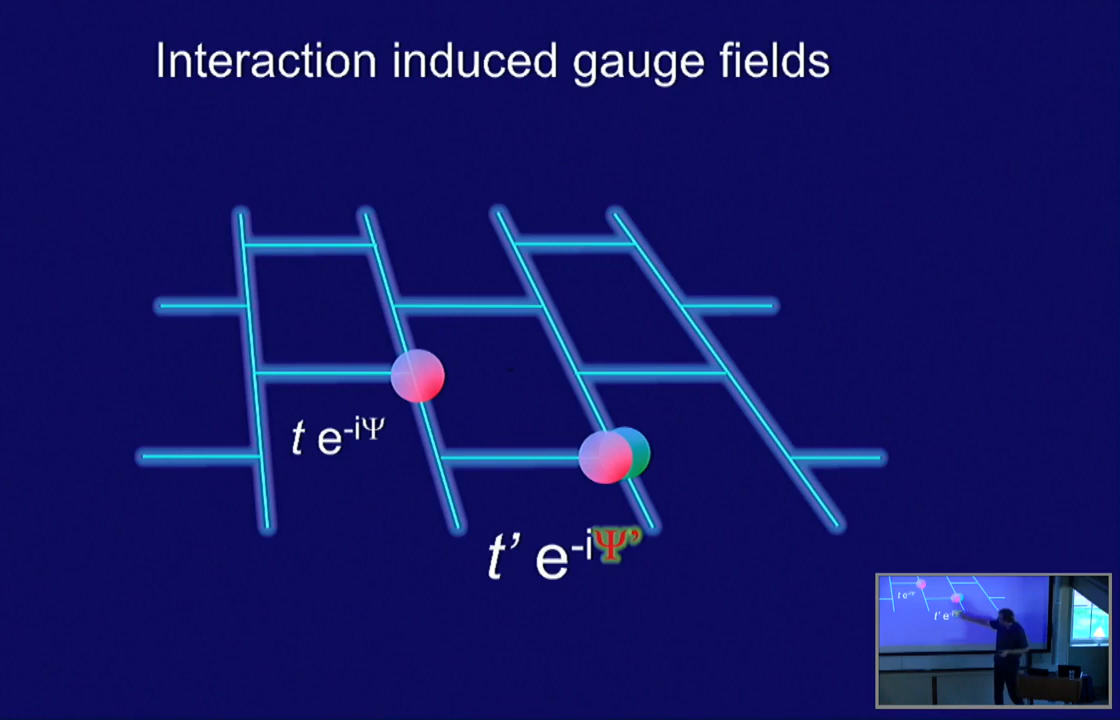 Interaction induced gauge fields
t e^-iΨ
t’ e^-iΨ’